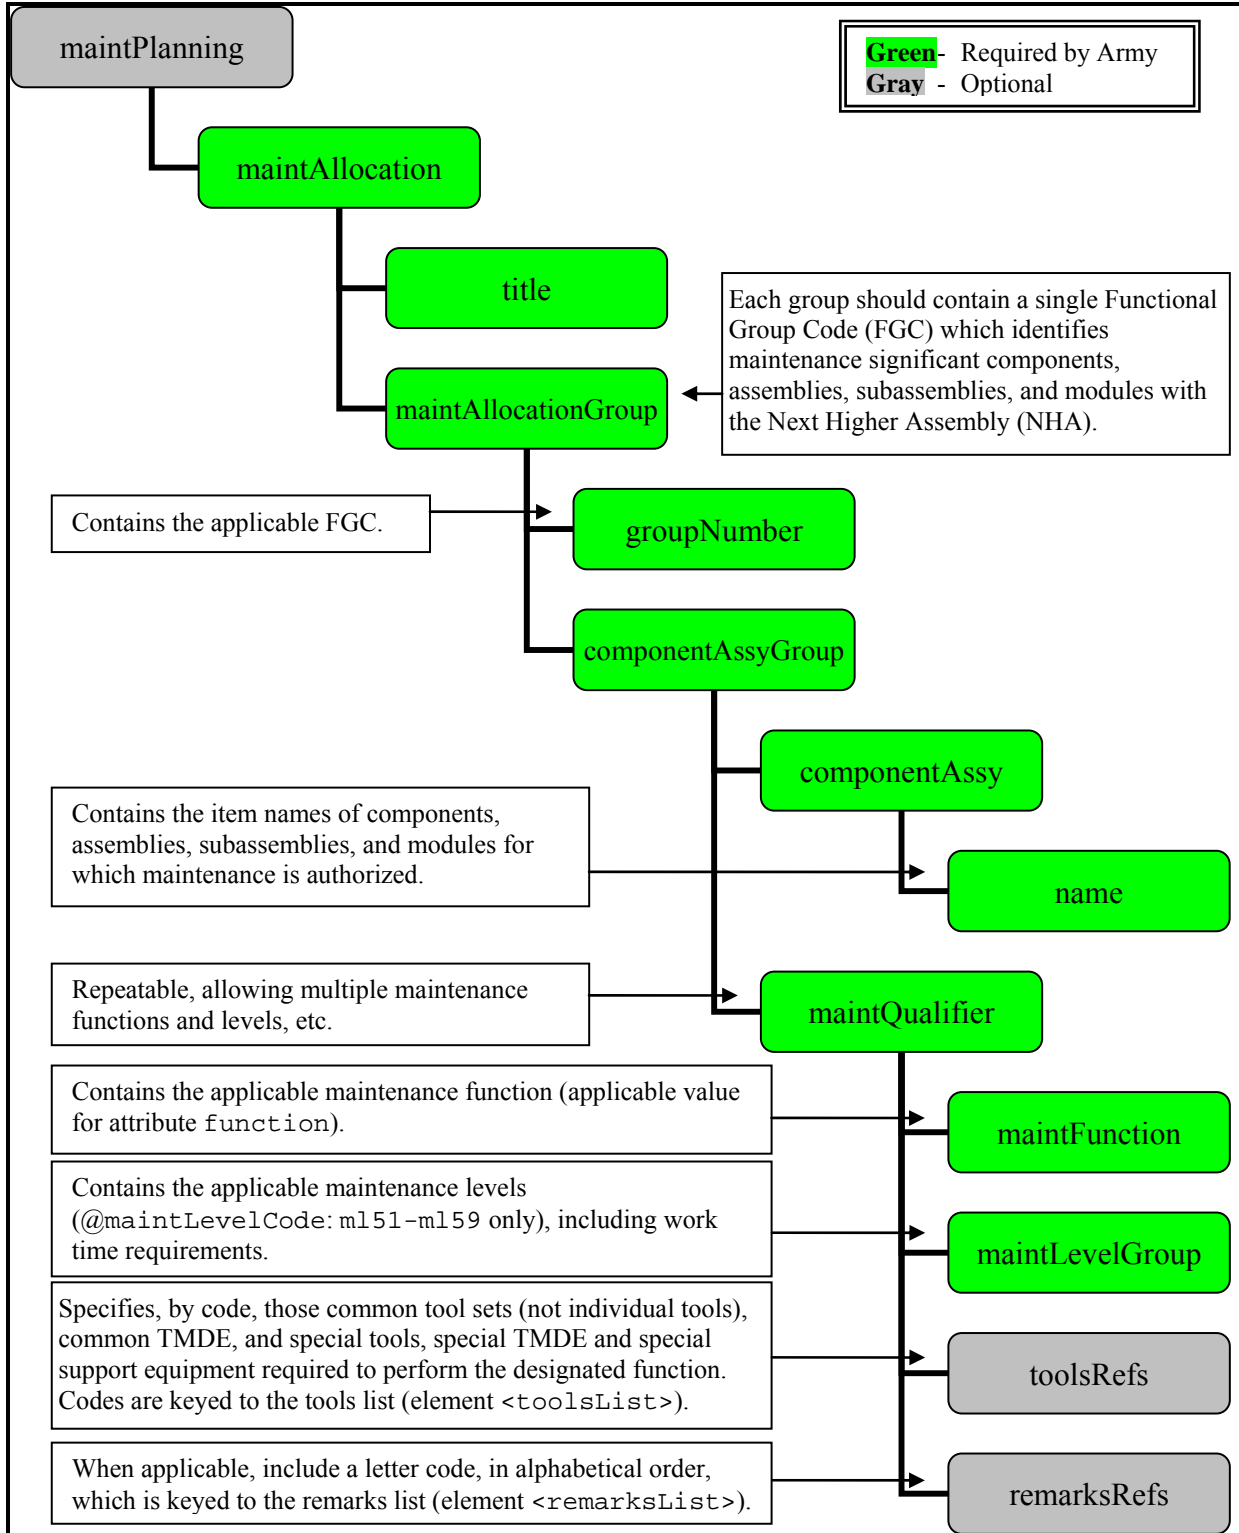 maintPlanning
Green- Required by Army
Gray - Optional
maintAllocation
title
Each group should contain a single Functional
Group Code (FGC) which identifies
maintenance significant components,
assemblies, subassemblies, and modules with
the Next Higher Assembly (NHA).
maintAllocationGroup
Contains the applicable FGC.
groupNumber
componentAssyGroup
componentAssy
Contains the item names of components,
assemblies, subassemblies, and modules for
which maintenance is authorized.
name
Repeatable, allowing multiple maintenance
functions and levels, etc.
maintQualifier
Contains the applicable maintenance function (applicable value
for attribute function).
maintFunction
Contains the applicable maintenance levels
(@maintLevelCode: ml51-ml59 only), including work
time requirements.
maintLevelGroup
Specifies, by code, those common tool sets (not individual tools),
common TMDE, and special tools, special TMDE and special
support equipment required to perform the designated function.
Codes are keyed to the tools list (element <toolsList>).
toolsRefs
When applicable, include a letter code, in alphabetical order,
which is keyed to the remarks list (element <remarksList>).
remarksRefs